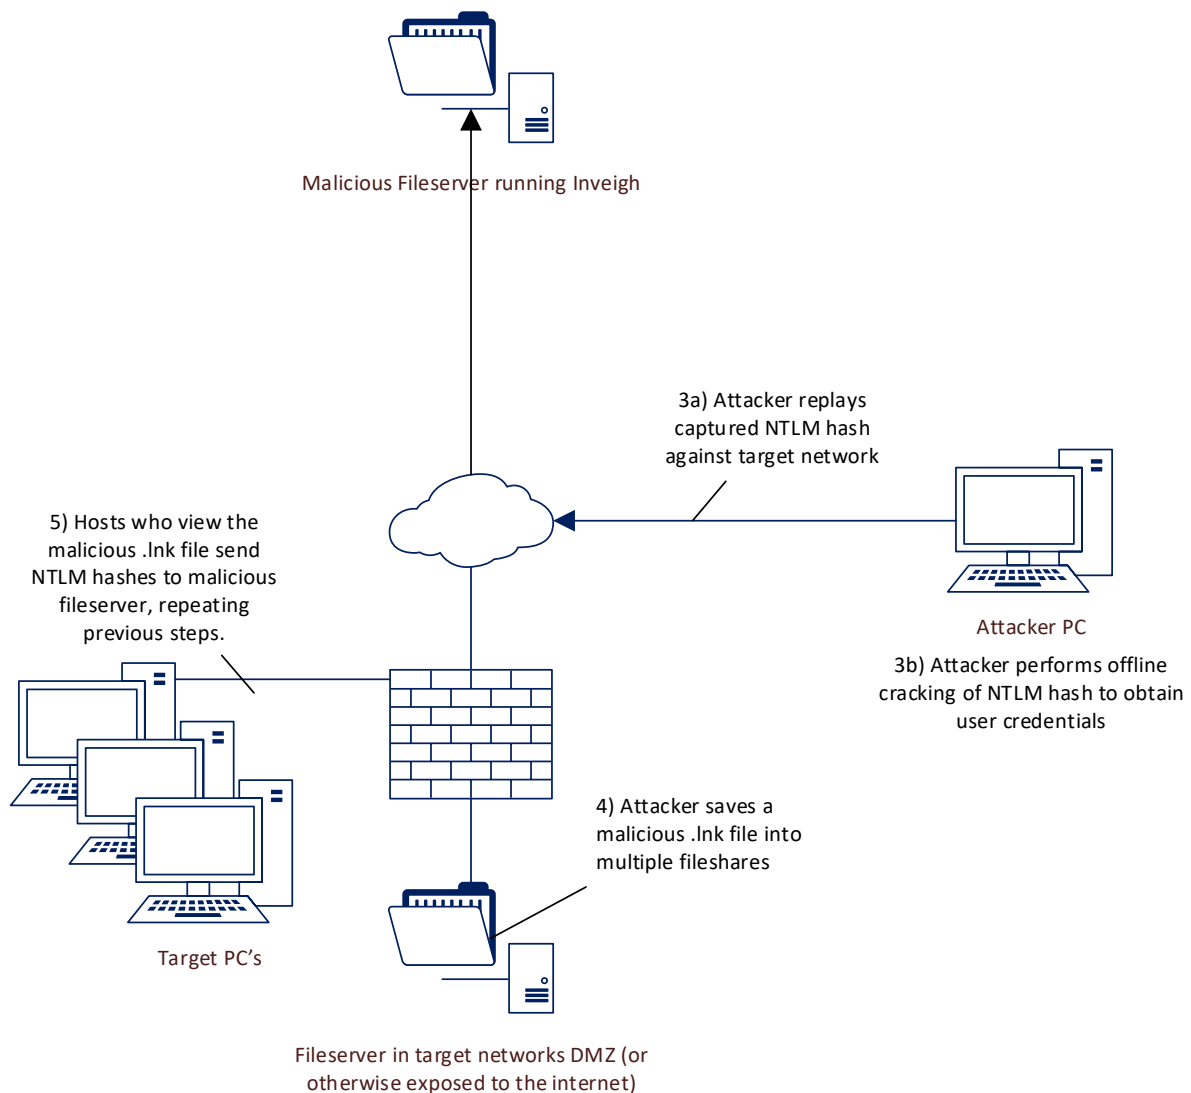 Malicious Fileserver running Inveigh
3a) Attacker replays
captured NTLM hash
against target network
5) Hosts who view the
malicious .lnk file send
NTLM hashes to malicious
fileserver, repeating
previous steps.
Attacker PC
3b) Attacker performs offline
cracking of NTLM hash to obtain
user credentials
4) Attacker saves a
malicious .lnk file into
multiple fileshares
Target PC's
Fileserver in target networks DMZ (or
otherwise exposed to the internet)